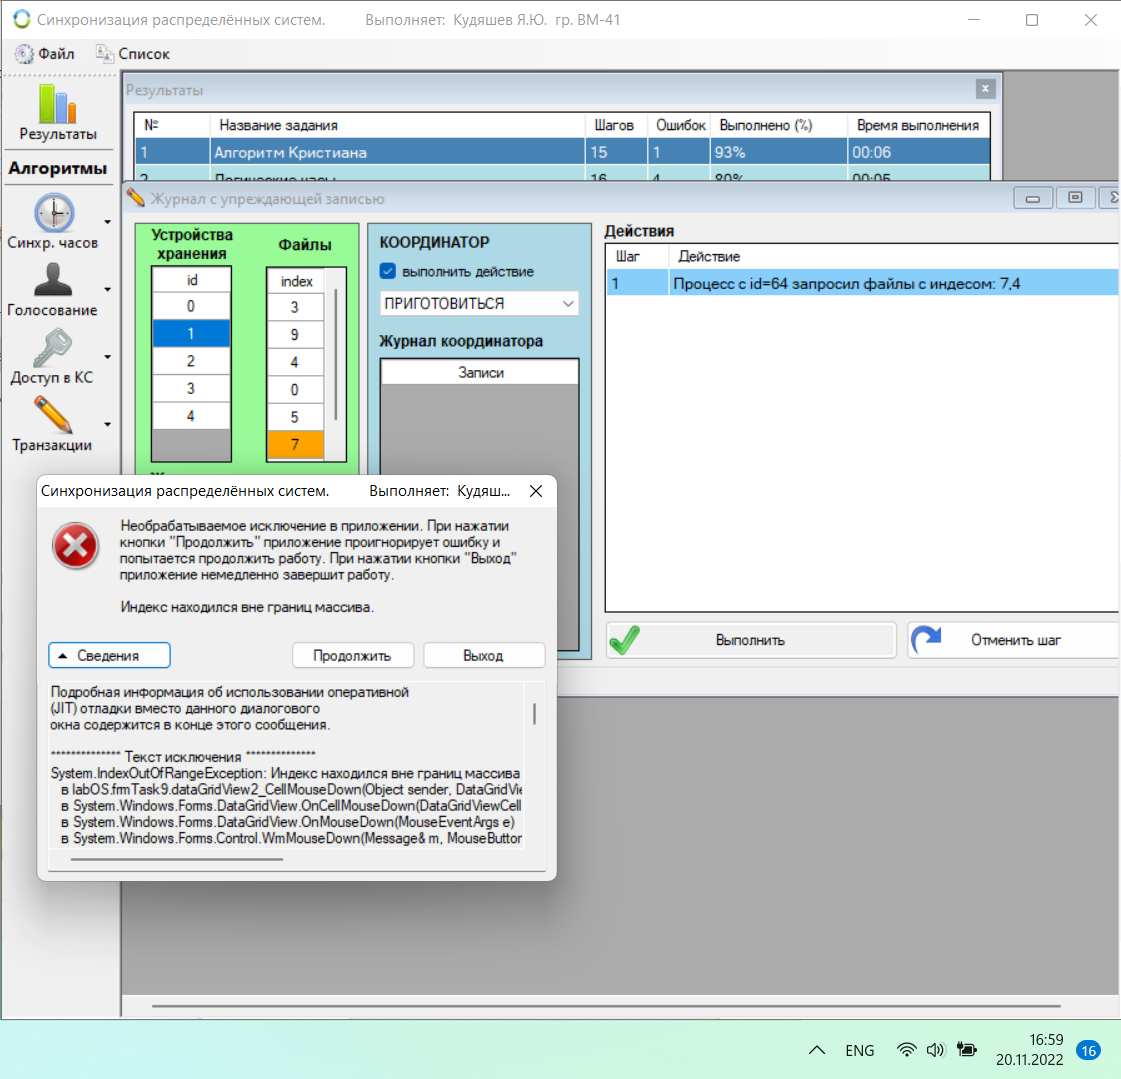 Синхронизация распределённых систем. Выполняет: Кудяшев Я.Ю. гр. ВМ-41
Файл Список
Результаты
Алгоритмы
Синхр. часов
Голосование
Доступ в КС
Транзакции
Результаты
№ Название задания Шагов Ошибок Выполнено (%) Время выполнения
1 Алгоритм Кристиана 15 1 93% 00:06
2 Логические часы 16 4 80% 00:05
Журнал с упреждающей записью
Устройства
хранения
id
0
1
2
3
4
Файлы
index
3
9
4
0
5
7
КООРДИНАТОР
выполнить действие
ПРИГОТОВИТЬСЯ
Журнал координатора
Записи
Действия
Шаг Действие
1 Процесс с id=64 запросил файлы с индесом: 7,4
Выполнить Отменить шаг
Синхронизация распределённых систем. Выполняет: Кудяш...
Необрабатываемое исключение в приложении. При нажатии
кнопки "Продолжить" приложение проигнорирует ошибку и
попытается продолжить работу. При нажатии кнопки "Выход"
приложение немедленно завершит работу.
Индекс находился вне границ массива.
Сведения Продолжить Выход
Подробная информация об использовании оперативной
(JIT) отладки вместо данного диалогового
окна содержится в конце этого сообщения.
************** Текст исключения **************
System.IndexOutOfRangeException: Индекс находился вне границ массива
в labOS.frmTask9.dataGridView2_CellMouseDown(Object sender, DataGridVie
в System.Windows.Forms.DataGridView.OnCellMouseDown(DataGridViewCell
в System.Windows.Forms.DataGridView.OnMouseDown(MouseEventArgs e)
в System.Windows.Forms.Control.WmMouseDown(Message& m, MouseButton
ENG
16:59
20.11.2022
16